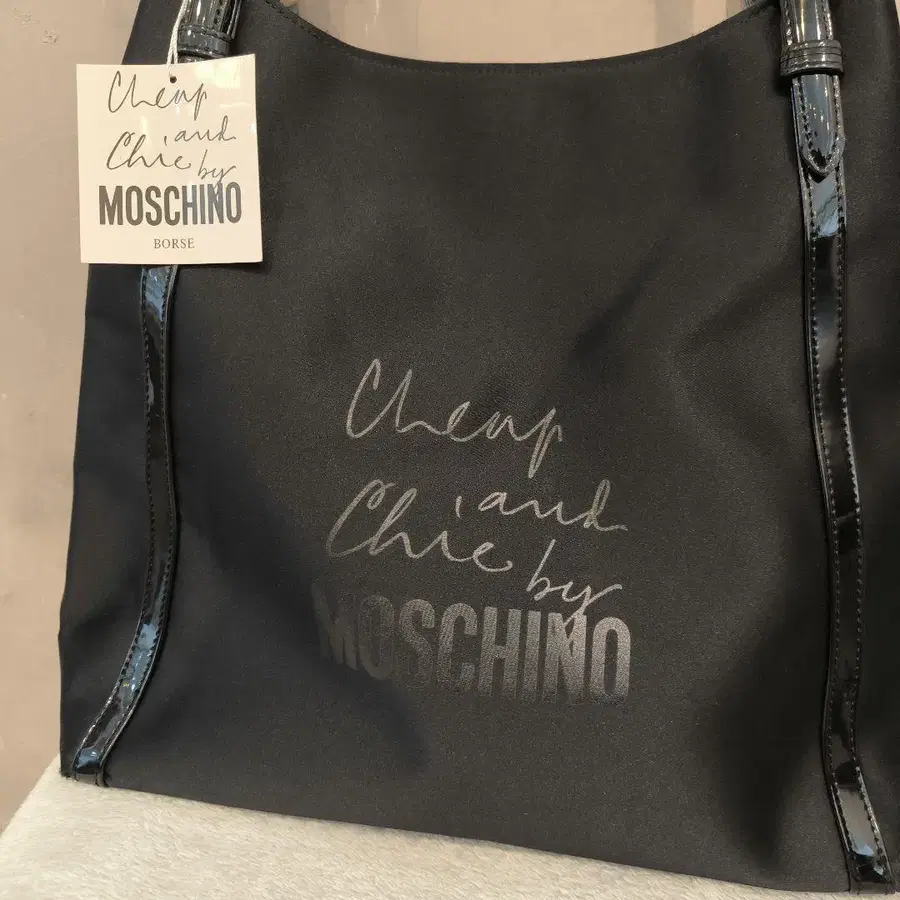 Cheap
and
Chic by
MOSCHINO
BORSE
Cheap
and
Chic by
MOSCHINO